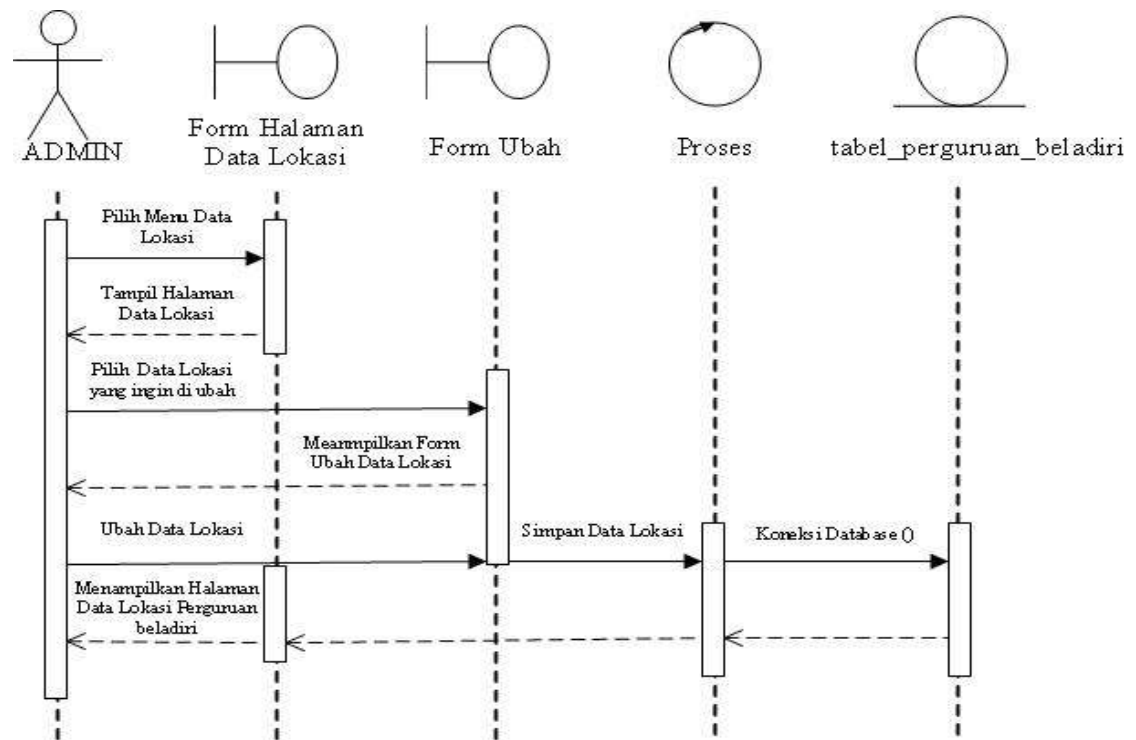 ADMIN
Form Halaman
Data Lokasi
Form Ubah
Proses
tabel_perguruan_beladiri
Pilih Menu Data
Lokasi
Tampil Halaman
Data Lokasi
Pilih Data Lokasi
yang ingin di ubah
Meanmpilkan Form
Ubah Data Lokasi
Ubah Data Lokasi
Simpan Data Lokasi
Koneksi Database ()
Menampilkan Halaman
Data Lokasi Perguruan
beladiri